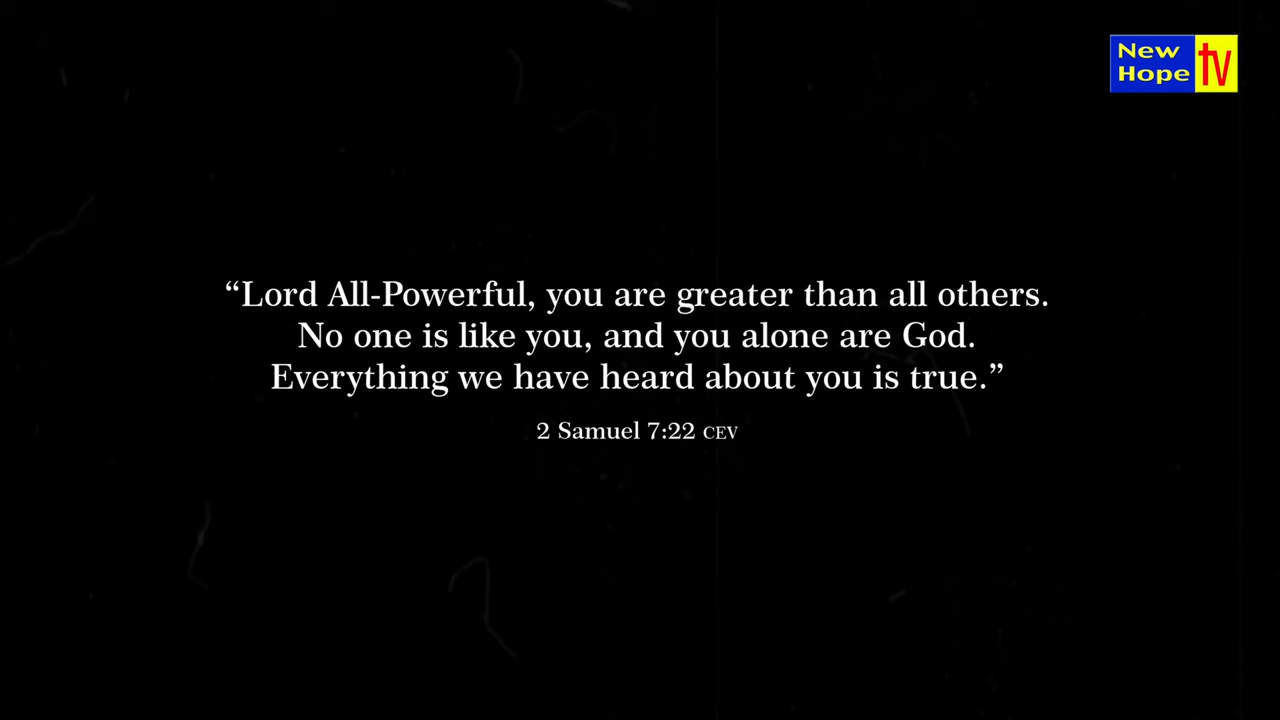 New
Hope
tv
“Lord All-Powerful, you are greater than all others.
No one is like you, and you alone are God.
Everything we have heard about you is true.”
2 Samuel 7:22 CEV